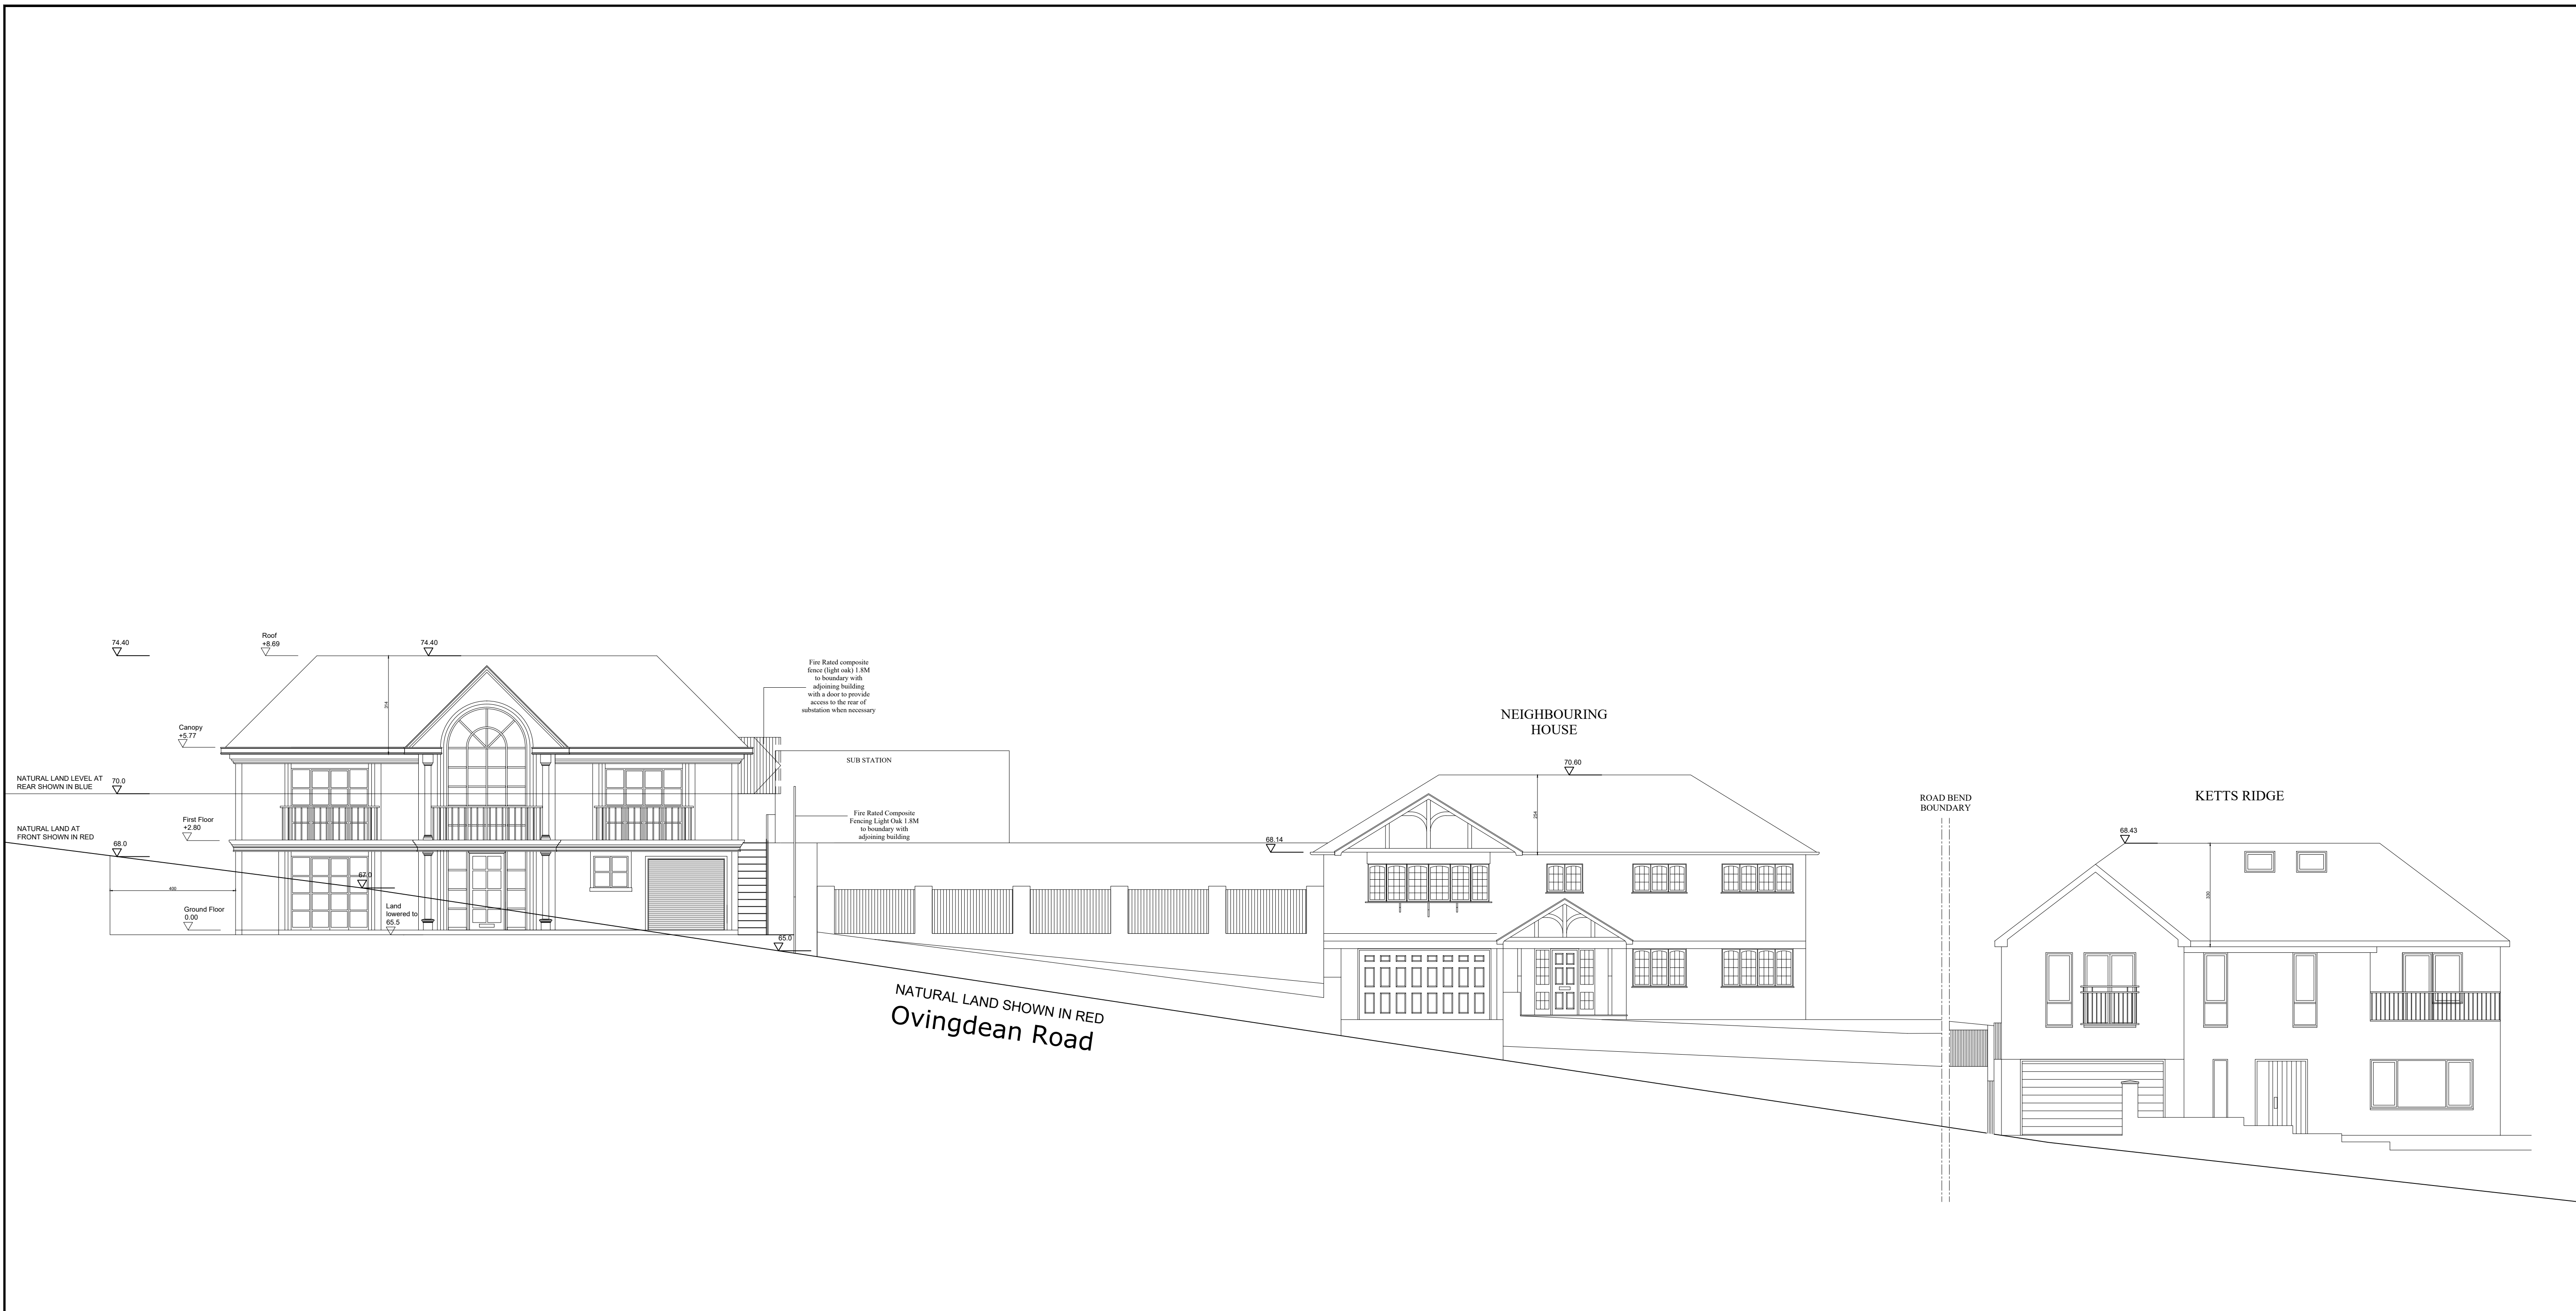 74.40
Roof
+8.69
74.40
314
Canopy
+5.77
NATURAL LAND LEVEL AT
REAR SHOWN IN BLUE
70.0
First Floor
+2.80
NATURAL LAND AT
FRONT SHOWN IN RED
68.0
400
67.0
Ground Floor
0.00
Land
lowered to
65.5
65.0
Fire Rated composite
fence (light oak) 1.8M
to boundary with
adjoining building
with a door to provide
access to the rear of
substation when necessary
SUB STATION
Fire Rated Composite
Fencing Light Oak 1.8M
to boundary with
adjoining building
NATURAL LAND SHOWN IN RED
Ovingdean Road
68.14
NEIGHBOURING
HOUSE
70.60
254
ROAD BEND
BOUNDARY
KETTS RIDGE
68.43
330